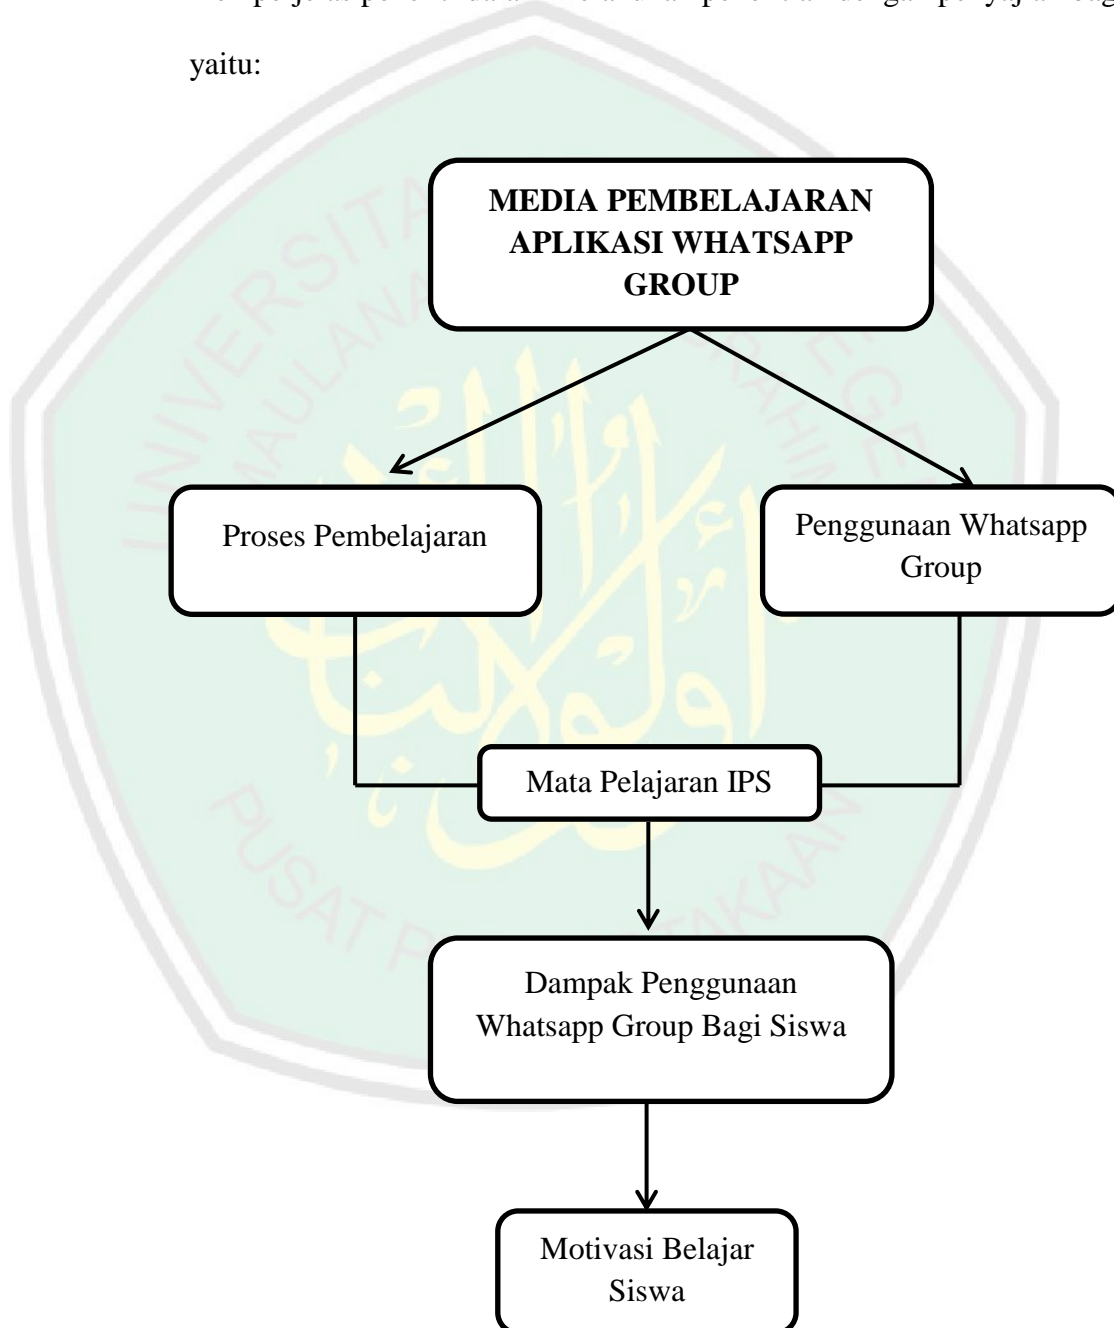 yaitu:
MEDIA PEMBELAJARAN
APLIKASI WHATSAPP
GROUP
Proses Pembelajaran
Penggunaan Whatsapp
Group
Mata Pelajaran IPS
Dampak Penggunaan
Whatsapp Group Bagi Siswa
Motivasi Belajar
Siswa
PUSAT